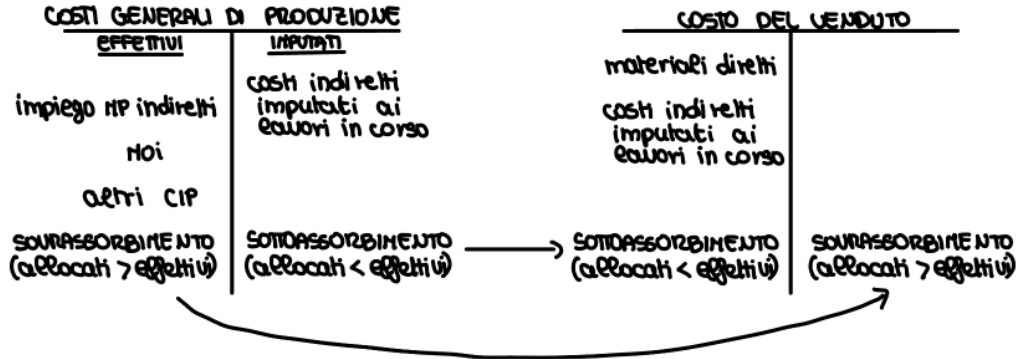 COSTI GENERALI DI PRODUZIONE
EFFETTIVI
IMPUTATI
impiego MP indiretti
MOI
altri CIP
SOVRASSORBIMENTO
(allocati > effettivi)
costi indiretti
imputati ai
lavori in corso
SOTTOASSORBIMENTO
(allocati < effettivi)
COSTO DEL VENDUTO
materiali diretti
costi indiretti
imputati ai
lavori in corso
SOTTOASSORBIMENTO
(allocati < effettivi)
SOVRASSORBIMENTO
(allocati > effettivi)